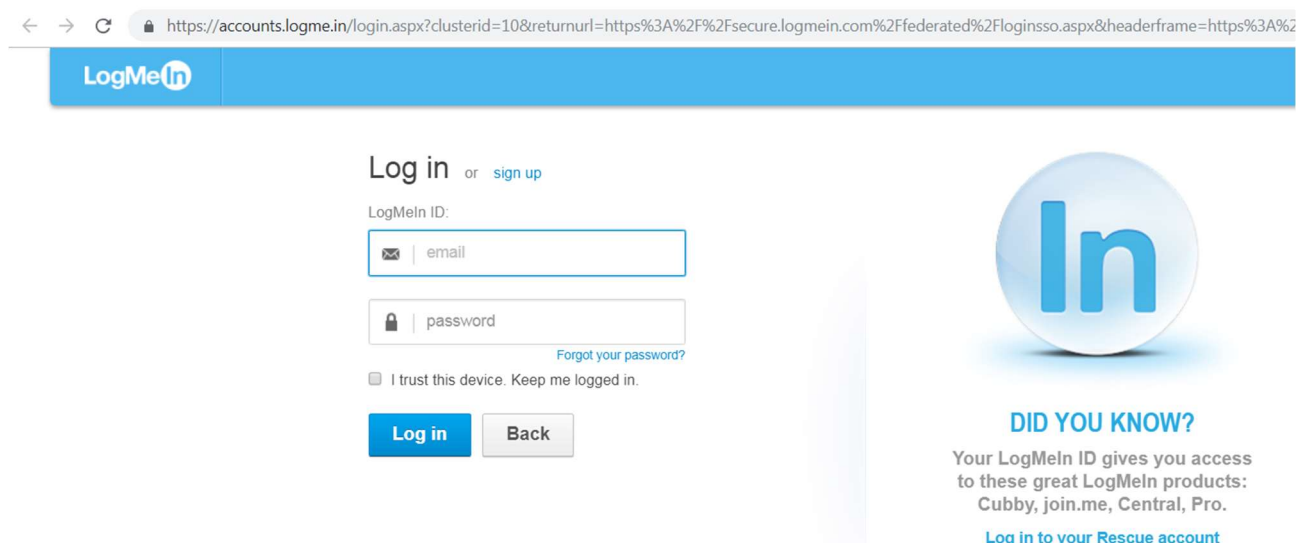 https://accounts.logme.in/login.aspx?clusterid=10&returnurl=https%3A%2F%2Fsecure.logmein.com%2Ffederated%2Floginsso.aspx&headerframe=https%3A%2
LogMeIn
Log in or sign up
LogMeIn ID:
email
password
Forgot your password?
I trust this device. Keep me logged in.
Log in Back
In
DID YOU KNOW?
Your LogMeIn ID gives you access
to these great LogMeIn products:
Cubby, join.me, Central, Pro.
Log in to your Rescue account